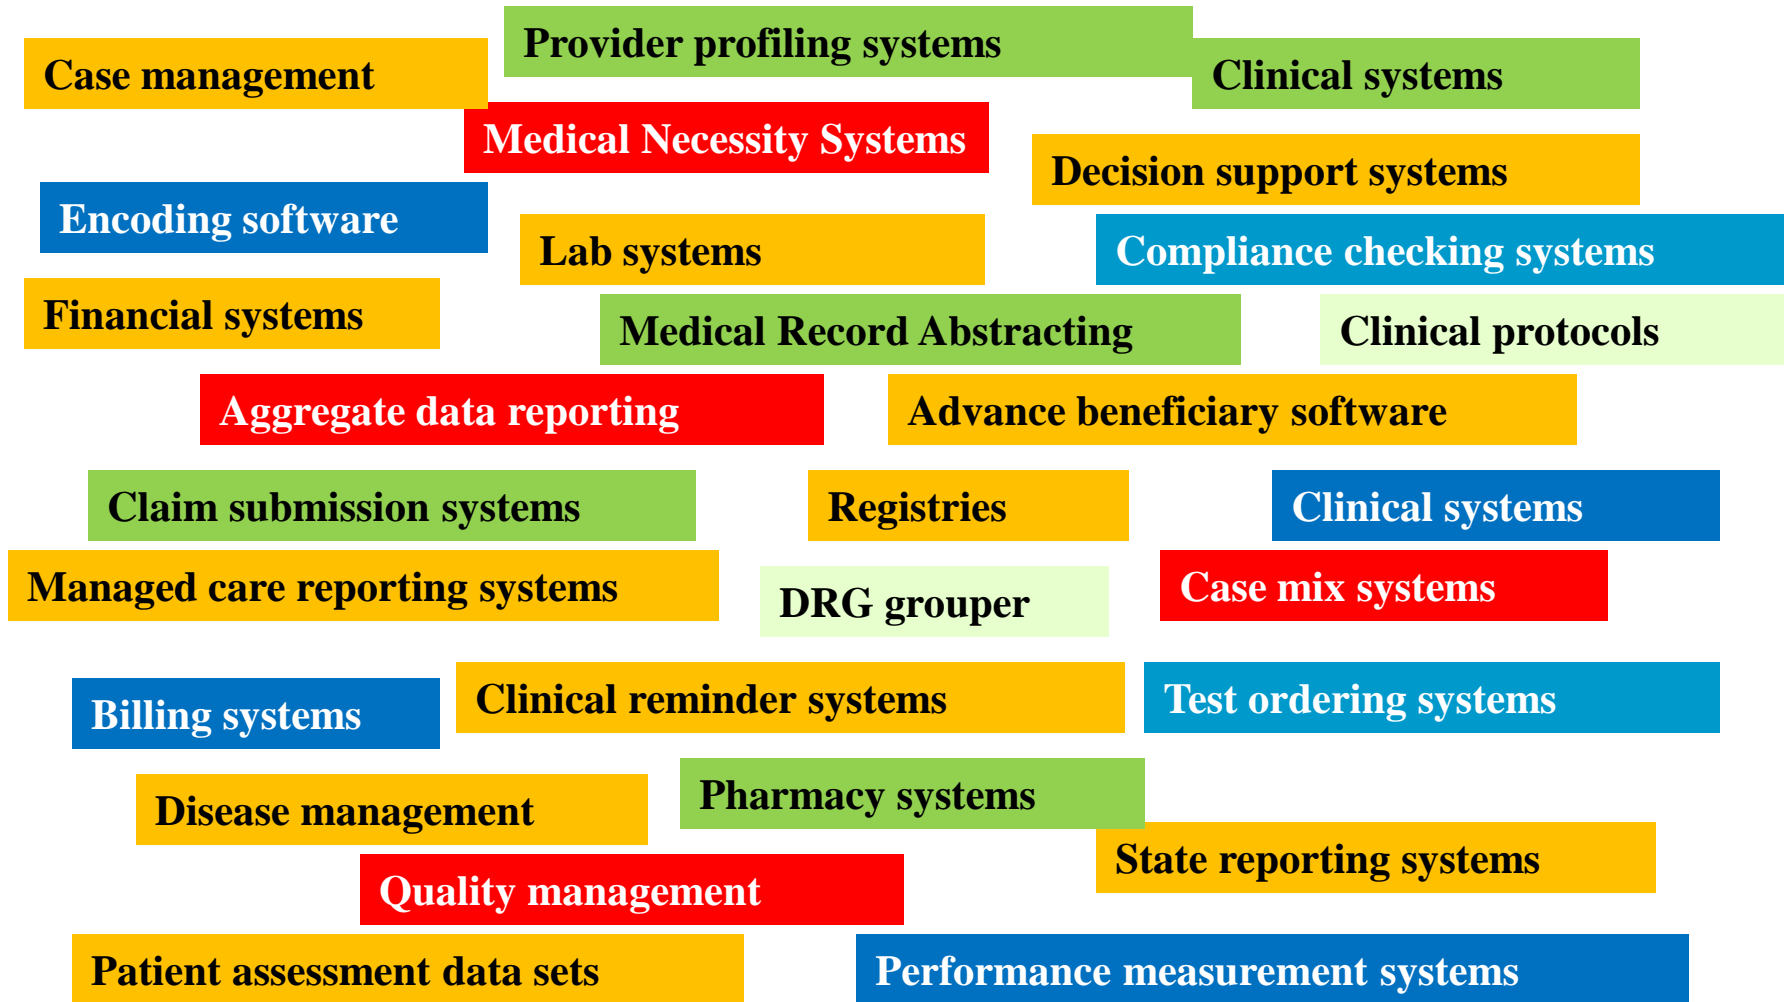 Provider profiling systems
Case management
Clinical systems
Medical Necessity Systems
Decision support systems
Encoding software
Lab systems
Compliance checking systems
Financial systems
Medical Record Abstracting
Clinical protocols
Aggregate data reporting
Advance beneficiary software
Claim submission systems
Registries
Clinical systems
Managed care reporting systems
DRG grouper
Case mix systems
Billing systems
Clinical reminder systems
Test ordering systems
Disease management
Pharmacy systems
State reporting systems
Quality management
Patient assessment data sets
Performance measurement systems